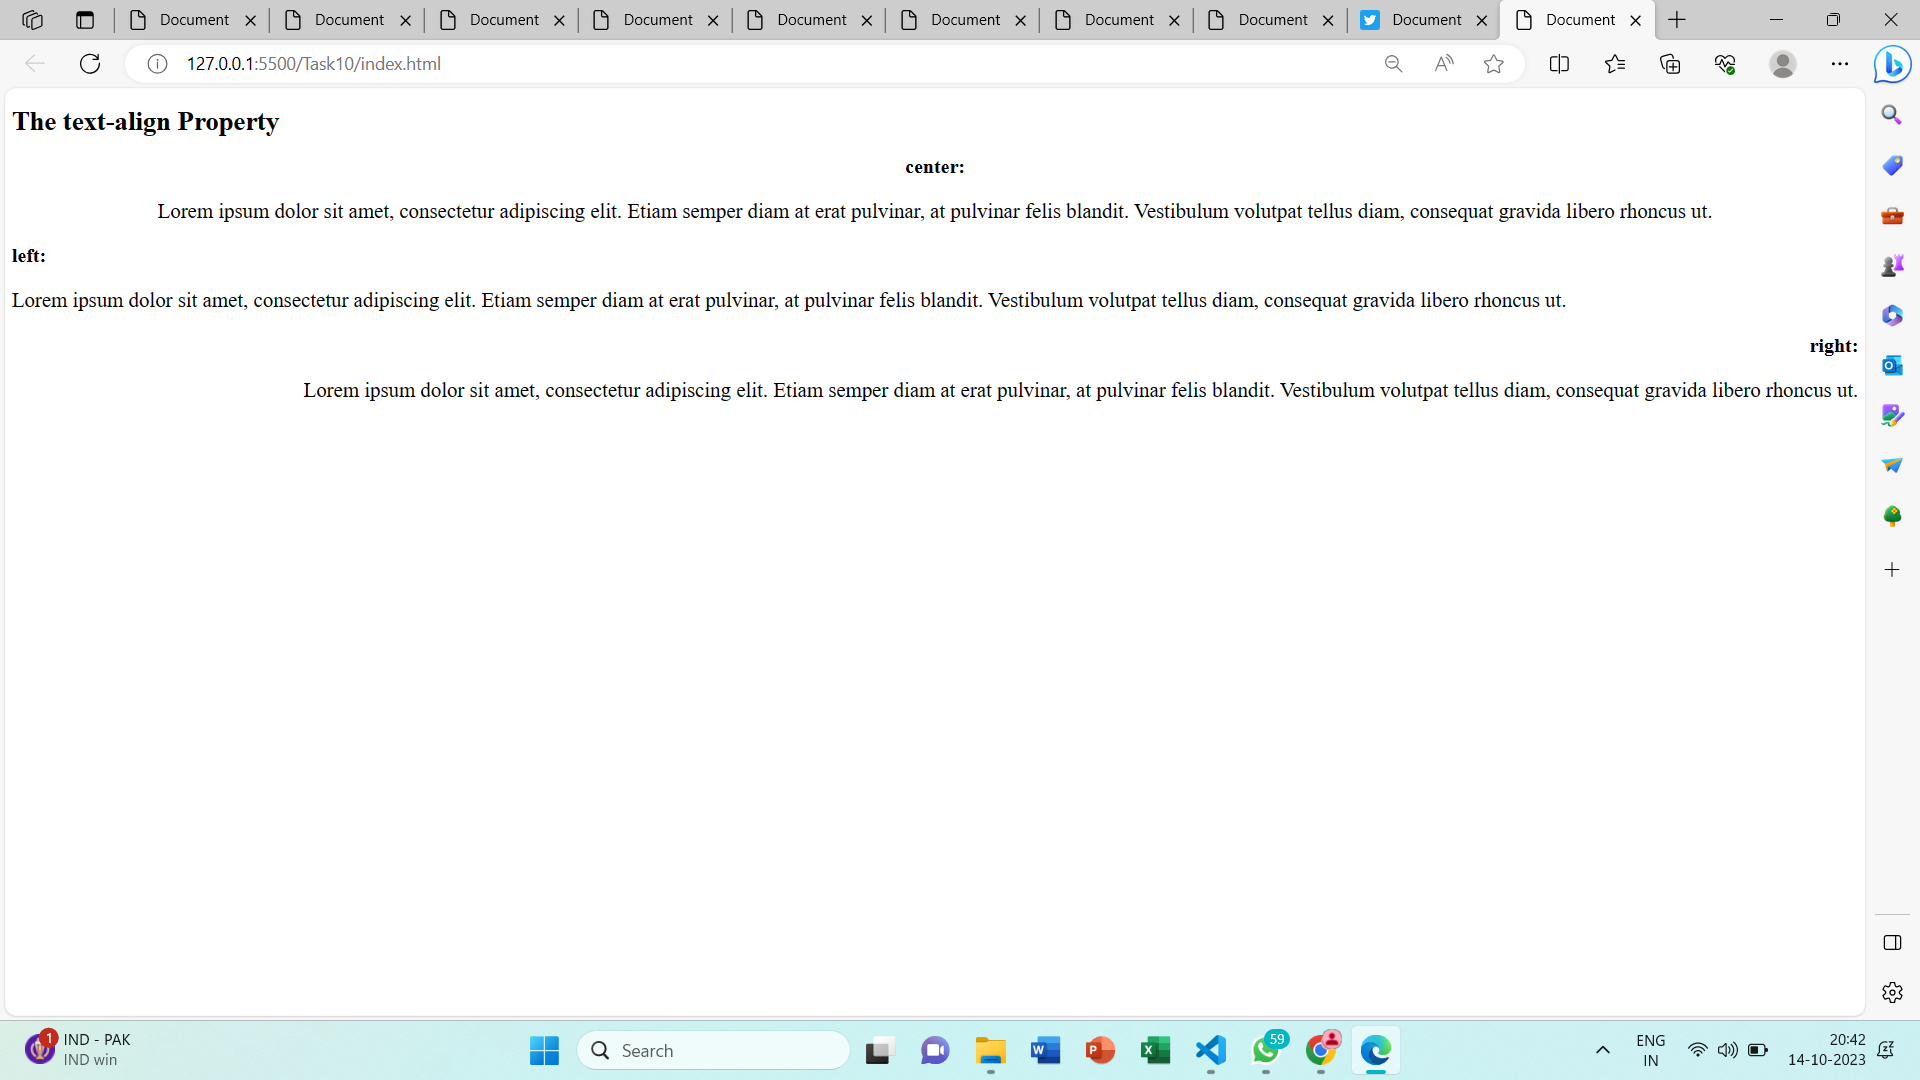 Document Document Document Document Document Document Document Document Document Document
127.0.0.1:5500/Task10/index.html
The text-align Property
center:
Lorem ipsum dolor sit amet, consectetur adipiscing elit. Etiam semper diam at erat pulvinar, at pulvinar felis blandit. Vestibulum volutpat tellus diam, consequat gravida libero rhoncus ut.
left:
Lorem ipsum dolor sit amet, consectetur adipiscing elit. Etiam semper diam at erat pulvinar, at pulvinar felis blandit. Vestibulum volutpat tellus diam, consequat gravida libero rhoncus ut.
right:
Lorem ipsum dolor sit amet, consectetur adipiscing elit. Etiam semper diam at erat pulvinar, at pulvinar felis blandit. Vestibulum volutpat tellus diam, consequat gravida libero rhoncus ut.
1
IND - PAK
IND win
Search
59
ENG
IN
20:42
14-10-2023